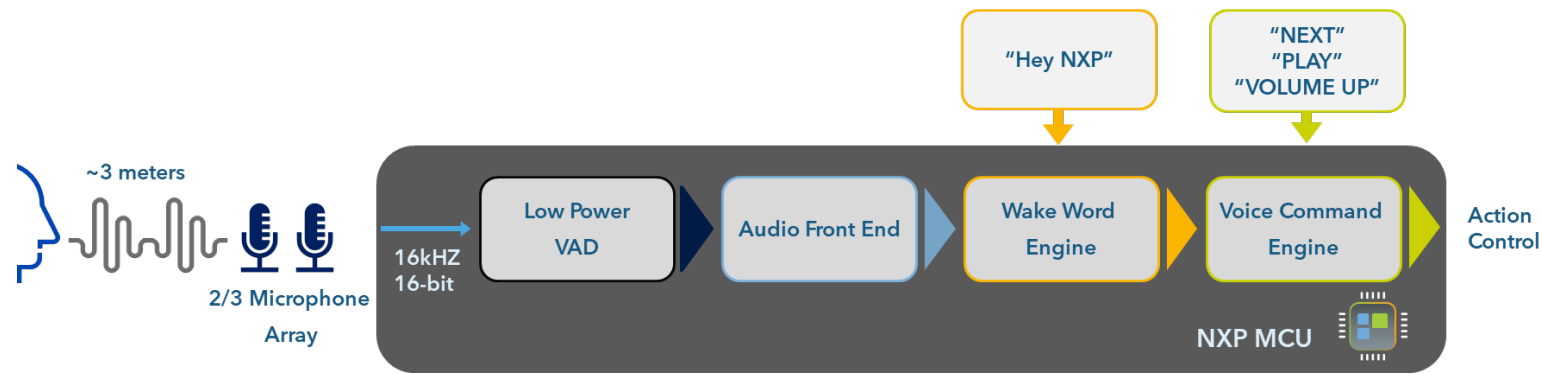 ~3 meters
2/3 Microphone
Array
16kHZ
16-bit
Low Power
VAD
Audio Front End
“Hey NXP”
Wake Word
Engine
“NEXT”
“PLAY”
“VOLUME UP”
Voice Command
Engine
Action
Control
NXP MCU